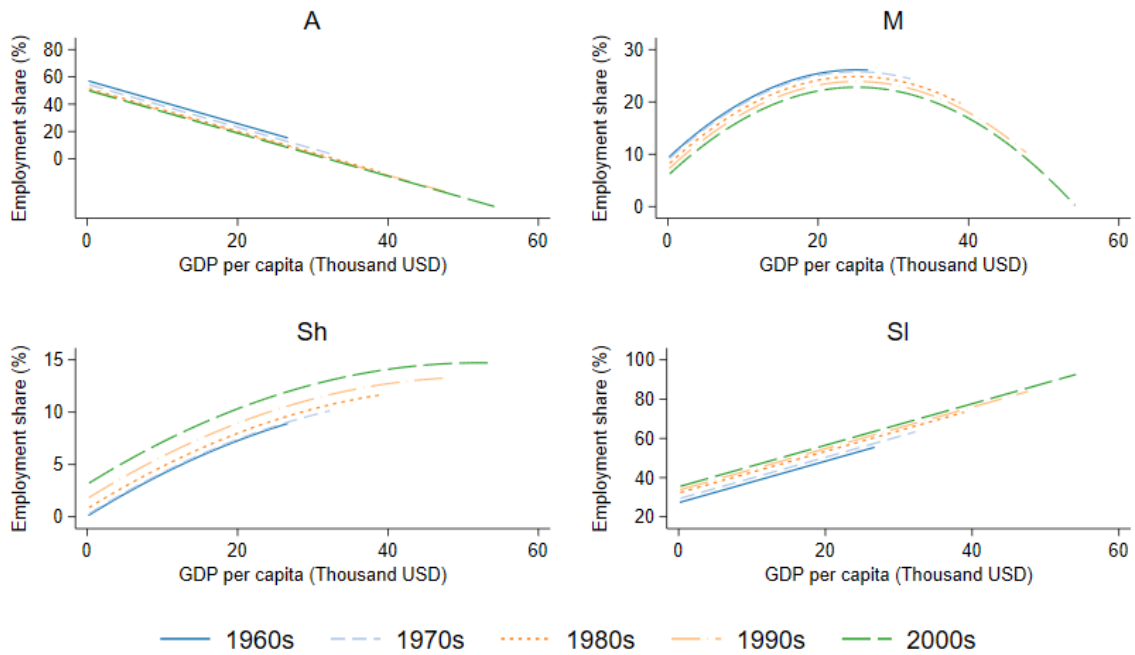 A
Employment share (%)
80
60
40
20
0
0 20 40 60
GDP per capita (Thousand USD)
M
Employment share (%)
30
20
10
0
0 20 40 60
GDP per capita (Thousand USD)
Sh
Employment share (%)
15
10
5
0
0 20 40 60
GDP per capita (Thousand USD)
Sl
Employment share (%)
100
80
60
40
20
0 20 40 60
GDP per capita (Thousand USD)
1960s 1970s 1980s 1990s 2000s